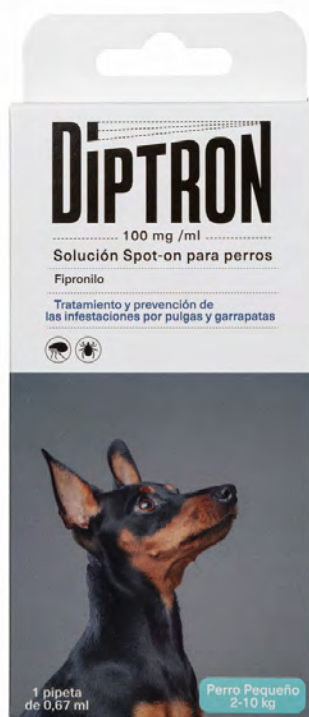 DiPTRON
100 mg /ml
Solución Spot-on para perros
Fipronilo
Tratamiento y prevención de
las infestaciones por pulgas y garrapatas
1 pipeta
de 0,67 ml
Perro Pequeño
2-10 kg